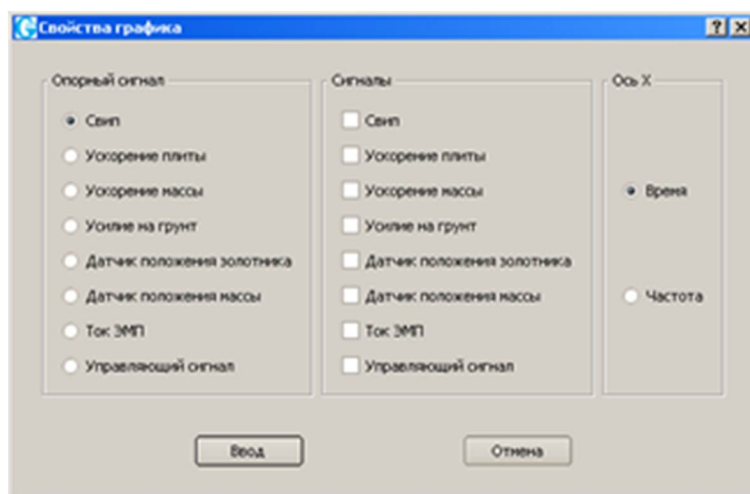 Свойства графика
Опорный сигнал
Свип
Ускорение плиты
Ускорение массы
Усилие на грунт
Датчик положения золотника
Датчик положения массы
Ток ЭМП
Управляющий сигнал
Сигналы
Свип
Ускорение плиты
Ускорение массы
Усилие на грунт
Датчик положения золотника
Датчик положения массы
Ток ЭМП
Управляющий сигнал
Ось X
Время
Частота
Ввод
Отмена